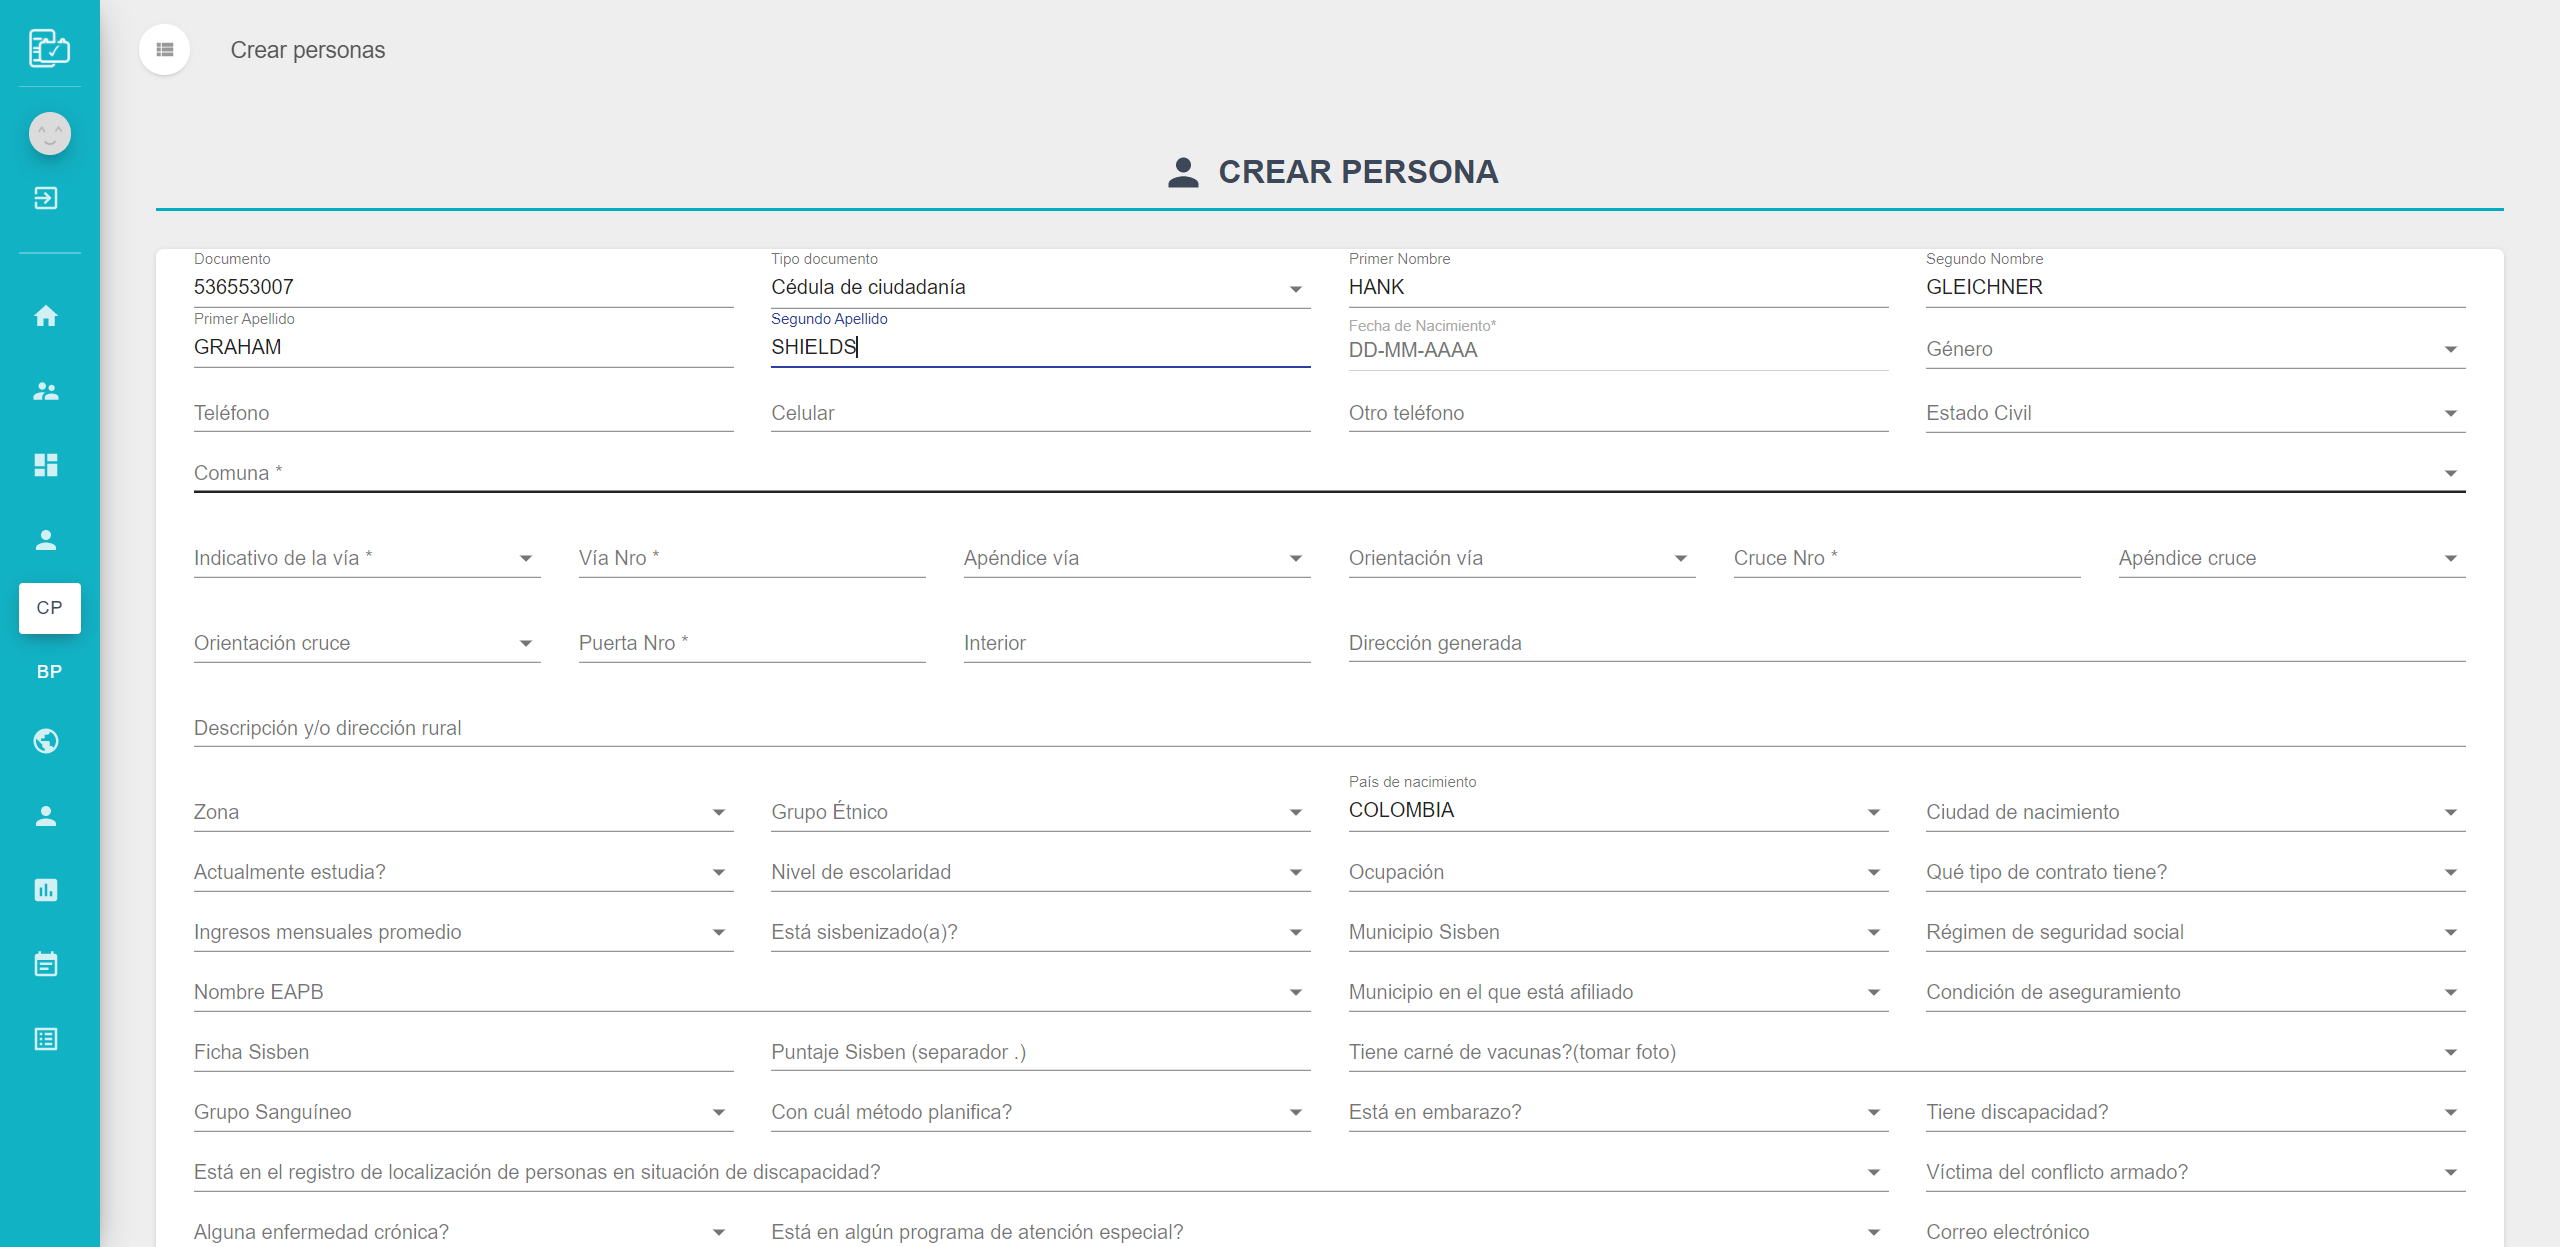 Crear personas
CREAR PERSONA
Documento Tipo documento Primer Nombre Segundo Nombre
536553007 Cédula de ciudadanía HANK GLEICHNER
Primer Apellido Segundo Apellido Fecha de Nacimiento*
GRAHAM SHIELDS DD-MM-AAAA Género
Teléfono Celular Otro teléfono Estado Civil
Comuna *
Indicativo de la vía * Vía Nro * Apéndice vía Orientación vía Cruce Nro * Apéndice cruce
CP
Orientación cruce Puerta Nro * Interior Dirección generada
BP
Descripción y/o dirección rural
País de nacimiento
Zona Grupo Étnico COLOMBIA Ciudad de nacimiento
Actualmente estudia? Nivel de escolaridad Ocupación Qué tipo de contrato tiene?
Ingresos mensuales promedio Está sisbenizado(a)? Municipio Sisben Régimen de seguridad social
Nombre EAPB Municipio en el que está afiliado Condición de aseguramiento
Ficha Sisben Puntaje Sisben (separador .) Tiene carné de vacunas?(tomar foto)
Grupo Sanguíneo Con cuál método planifica? Está en embarazo? Tiene discapacidad?
Está en el registro de localización de personas en situación de discapacidad? Víctima del conflicto armado?
Alguna enfermedad crónica? Está en algún programa de atención especial? Correo electrónico